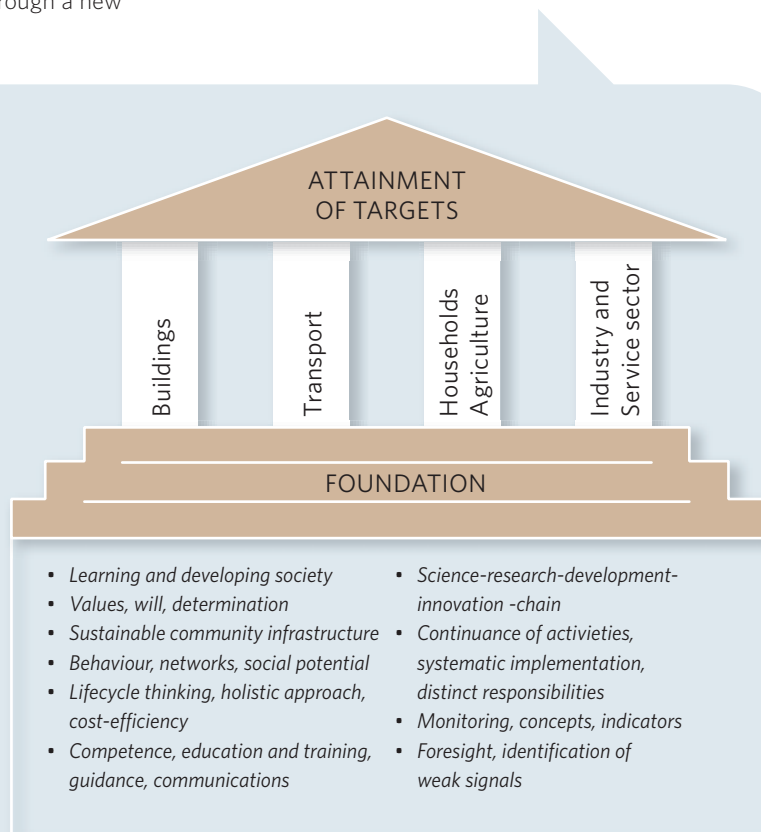 rough a new
ATTAINMENT
OF TARGETS
Buildings
Transport
Households
Agriculture
Industry and
Service sector
FOUNDATION
• Learning and developing society
• Values, will, determination
• Sustainable community infrastructure
• Behaviour, networks, social potential
• Lifecycle thinking, holistic approach,
cost-efficiency
• Competence, education and training,
guidance, communications
• Science-research-development-
innovation -chain
• Continuance of activieties,
systematic implementation,
distinct responsibilities
• Monitoring, concepts, indicators
• Foresight, identification of
weak signals